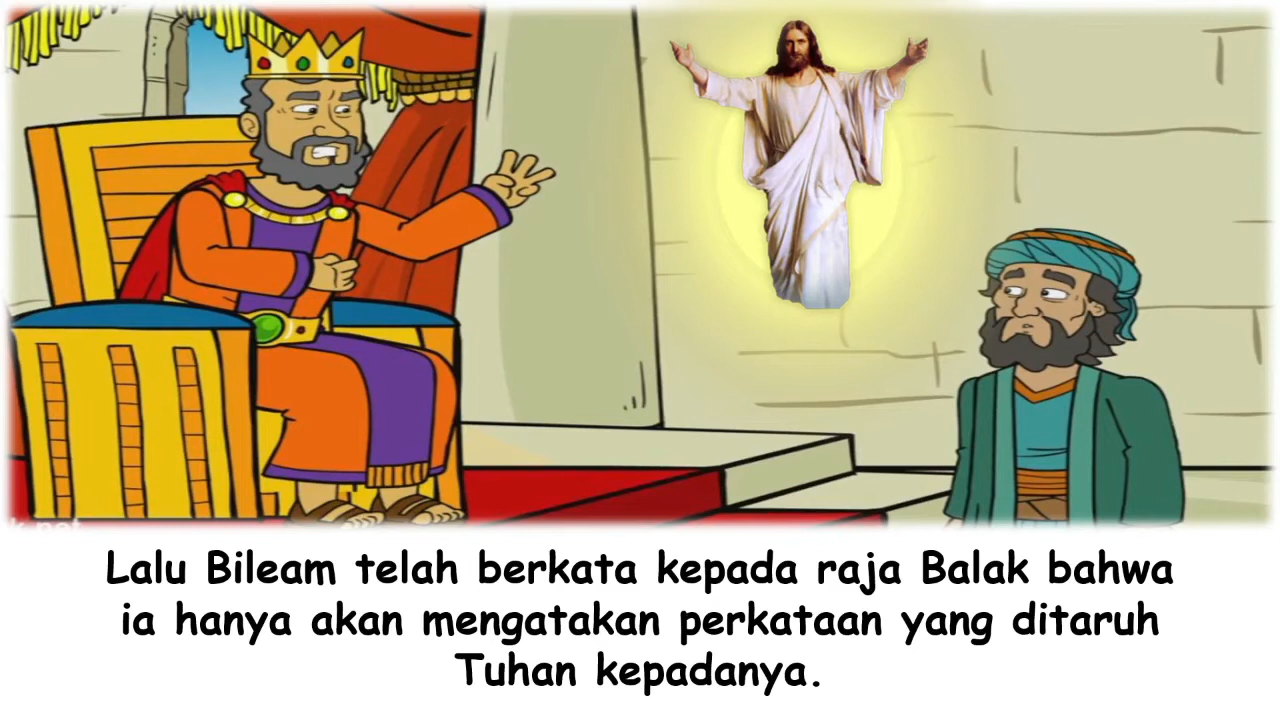 Lalu Bileam telah berkata kepada raja Balak bahwa
ia hanya akan mengatakan perkataan yang ditaruh
Tuhan kepadanya.